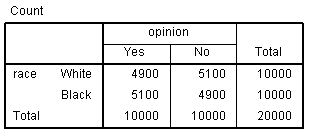 Count
opinion
Yes No Total
race White 4900 5100 10000
Black 5100 4900 10000
Total 10000 10000 20000